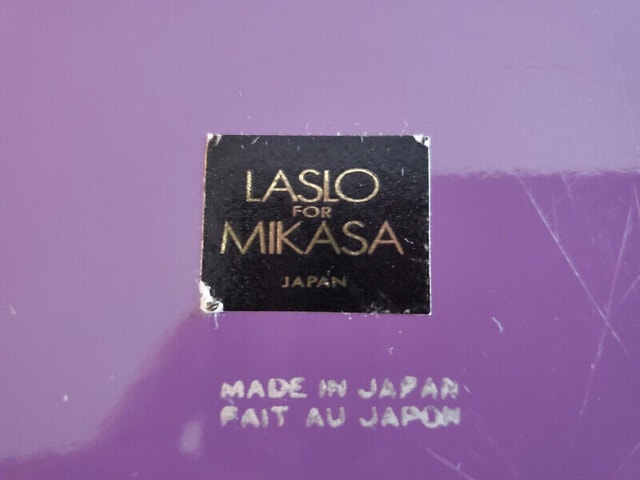 LASLO
FOR
MIKASA
JAPAN
MADE IN JAPAN
FAIT AU JAPON